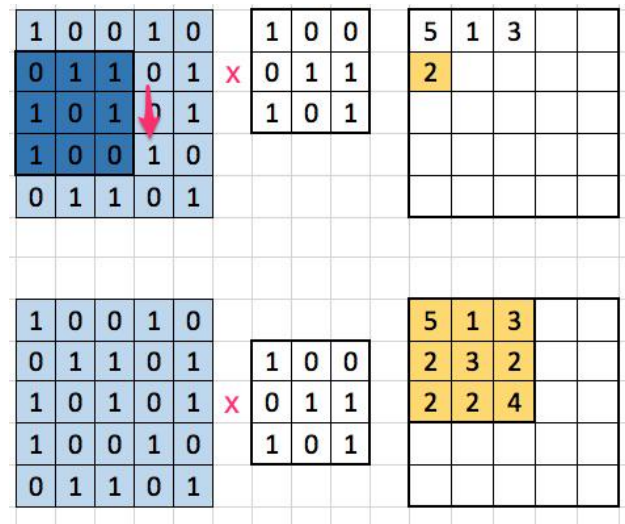 1 0 0 1 0 1 0 0 5 1 3
0 1 1 0 1 x 0 1 1 2
1 0 1 0 1 1 0 1
1 0 0 1 0
0 1 1 0 1
1 0 0 1 0 5 1 3
0 1 1 0 1 1 0 0 2 3 2
1 0 1 0 1 x 0 1 1 2 2 4
1 0 0 1 0 1 0 1
0 1 1 0 1